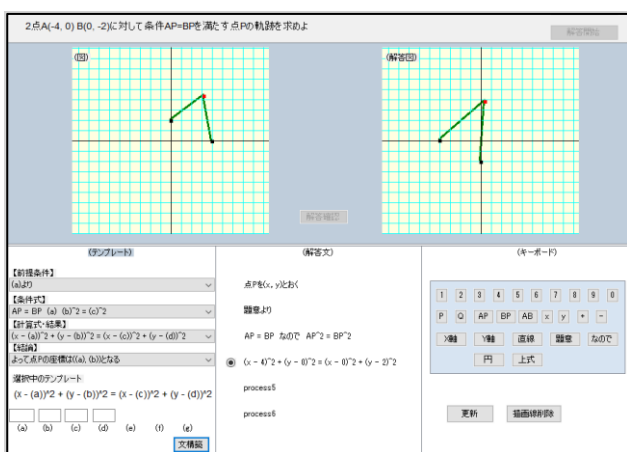 2点A(-4, 0) B(0, -2)に対して条件AP=BPを満たす点Pの軌跡を求めよ
解答開始
(図)
(解答図)
解答確認
(テンプレート)
(解答文)
(キーボード)
【前提条件】
(a)より
【条件式】
AP = BP (a) (b)^2 = (c)^2
【計算式・結果】
(x - (a))^2 + (y - (b))^2 = (x - (c))^2 + (y - (d))^2
【結論】
よって点Pの座標は((a), (b))となる
選択中のテンプレート
(x - (a))^2 + (y - (b))^2 = (x - (c))^2 + (y - (d))^2
(a) (b) (c) (d) (e) (f) (g)
文構築
点Pを(x, y)とおく
題意より
AP = BP なので AP^2 = BP^2
(x - 4)^2 + (y - 0)^2 = (x - 0)^2 + (y - 2)^2
process5
process6
1 2 3 4 5 6 7 8 9 0
P Q AP BP AB x y + -
X軸 Y軸 直線 題意 なので
円 上式
更新 描画線削除